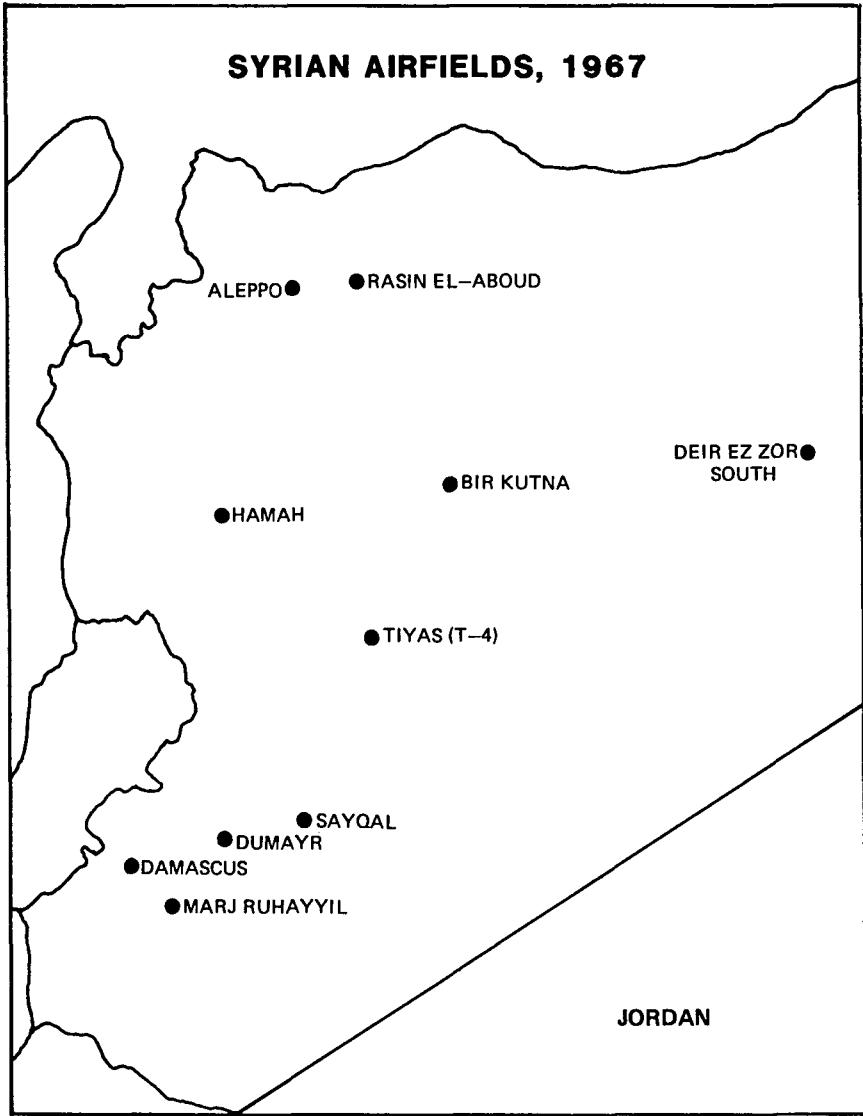 SYRIAN AIRFIELDS, 1967
ALEPPO
RASIN EL-ABOUD
DEIR EZ ZOR
SOUTH
BIR KUTNA
HAMAH
TIYAS (T-4)
SAYQAL
DUMAYR
DAMASCUS
MARJ RUHAYYIL
JORDAN